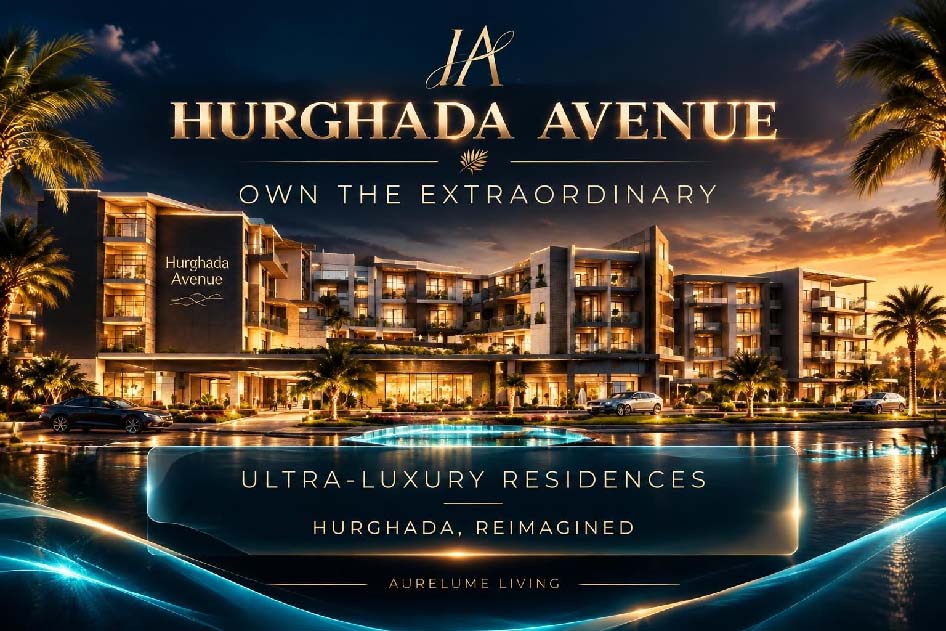 HA
HURGHADA AVENUE
OWN THE EXTRAORDINARY
Hurghada
Avenue
ULTRA-LUXURY RESIDENCES
HURGHADA, REIMAGINED
AURELUME LIVING